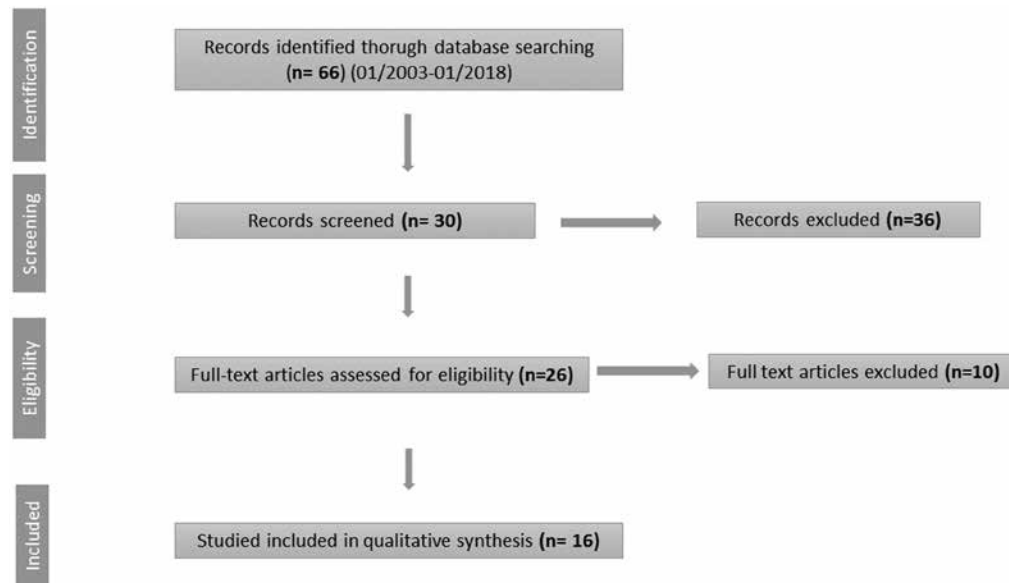 Identification
Records identified thorugh database searching
(n= 66) (01/2003-01/2018)
Screening
Records screened (n= 30)
Records excluded (n=36)
Eligibility
Full-text articles assessed for eligibility (n=26)
Full text articles excluded (n=10)
Included
Studied included in qualitative synthesis (n= 16)